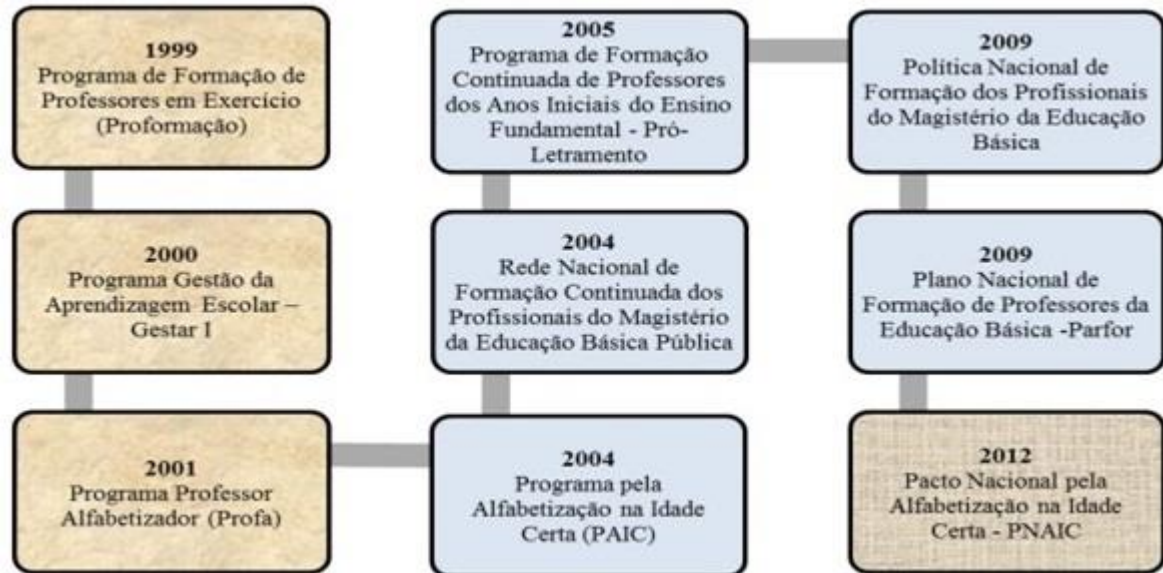 1999
Programa de Formação de
Professores em Exercício
(Proformação)
2000
Programa Gestão da
Aprendizagem Escolar –
Gestar I
2001
Programa Professor
Alfabetizador (Profa)
2004
Programa pela
Alfabetização na Idade
Certa (PAIC)
2004
Rede Nacional de
Formação Continuada dos
Profissionais do Magistério
da Educação Básica Pública
2005
Programa de Formação
Continuada de Professores
dos Anos Iniciais do Ensino
Fundamental - Pró-
Letramento
2009
Política Nacional de
Formação dos Profissionais
do Magistério da Educação
Básica
2009
Plano Nacional de
Formação de Professores da
Educação Básica -Parfor
2012
Pacto Nacional pela
Alfabetização na Idade
Certa - PNAIC